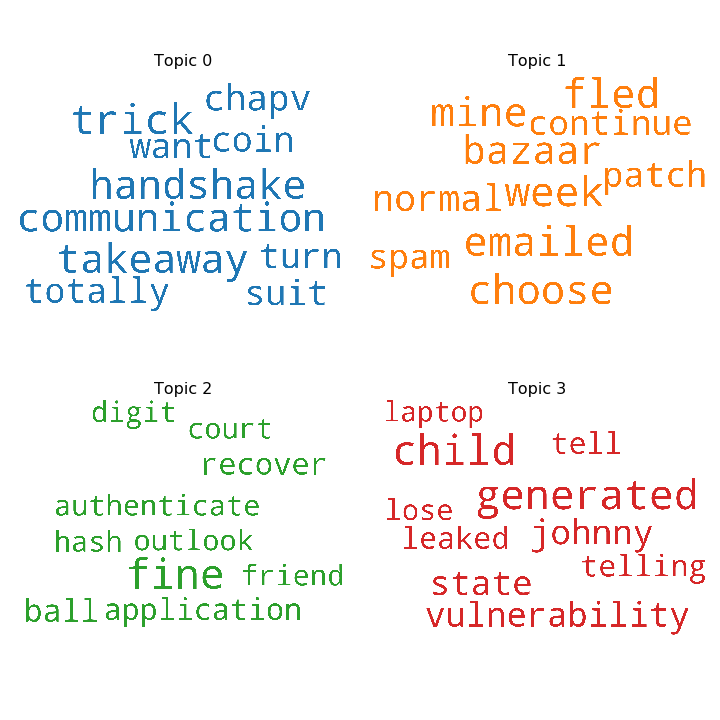 Topic 0
chapv
trick
want coin
handshake
communication
takeaway turn
totally suit
Topic 1
fled
mine continue
bazaar
patch
normal week
emailed
spam
choose
Topic 2
digit
court
recover
authenticate
hash outlook
fine friend
ball application
Topic 3
laptop
child tell
generated
lose
leaked johnny
telling
state
vulnerability